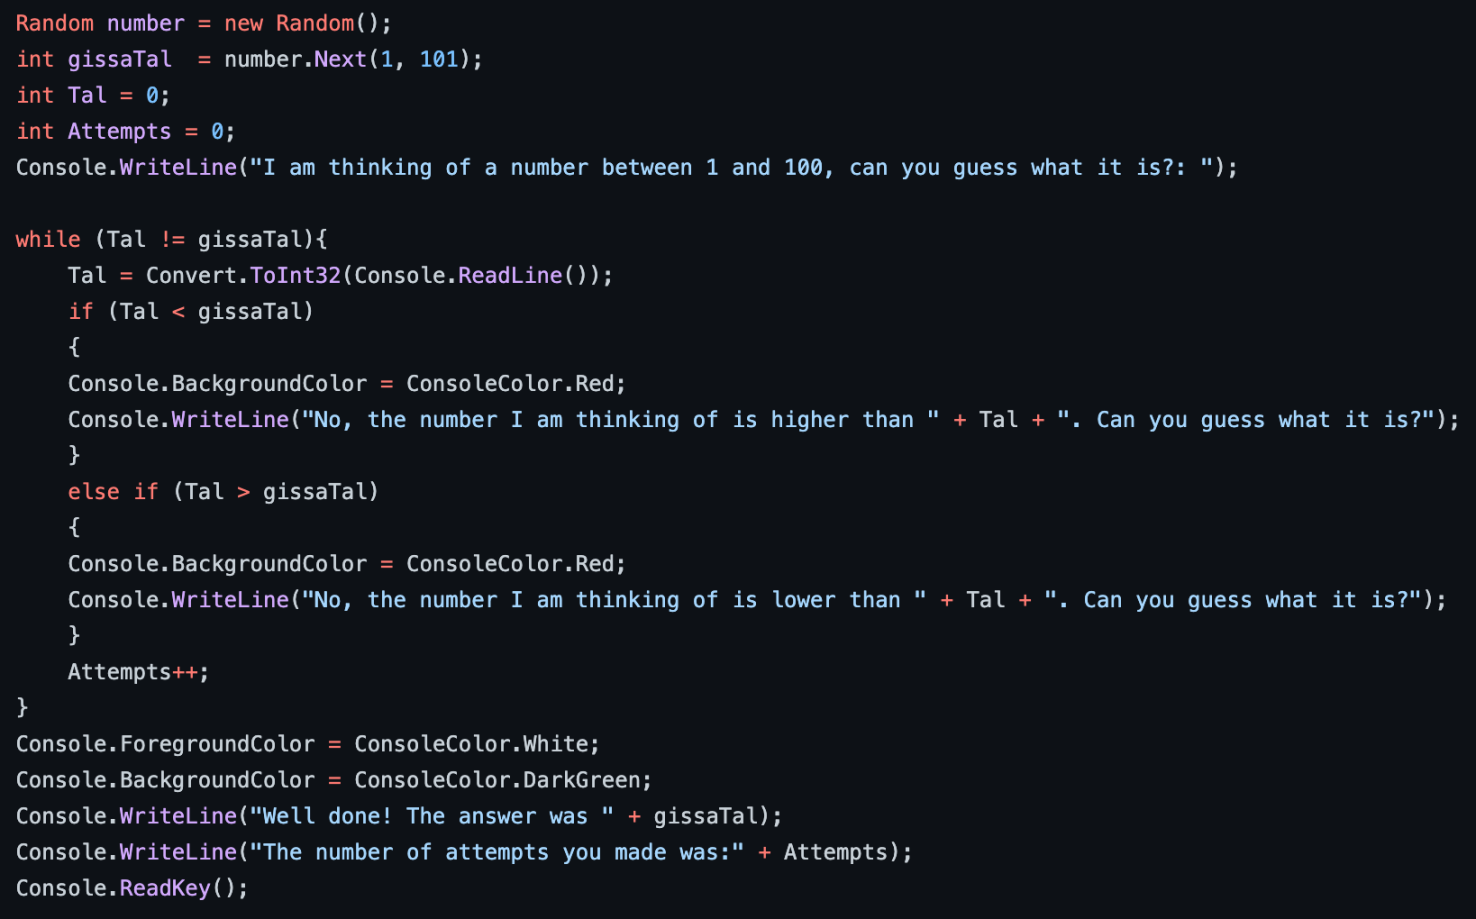 Random number = new Random();
int gissaTal  = number.Next(1, 101);
int Tal = 0;
int Attempts = 0;
Console.WriteLine("I am thinking of a number between 1 and 100, can you guess what it is?: ");

while (Tal != gissaTal){
    Tal = Convert.ToInt32(Console.ReadLine());
    if (Tal < gissaTal)
    {
    Console.BackgroundColor = ConsoleColor.Red;
    Console.WriteLine("No, the number I am thinking of is higher than " + Tal + ". Can you guess what it is?");
    }
    else if (Tal > gissaTal)
    {
    Console.BackgroundColor = ConsoleColor.Red;
    Console.WriteLine("No, the number I am thinking of is lower than " + Tal + ". Can you guess what it is?");
    }
    Attempts++;
}
Console.ForegroundColor = ConsoleColor.White;
Console.BackgroundColor = ConsoleColor.DarkGreen;
Console.WriteLine("Well done! The answer was " + gissaTal);
Console.WriteLine("The number of attempts you made was:" + Attempts);
Console.ReadKey();